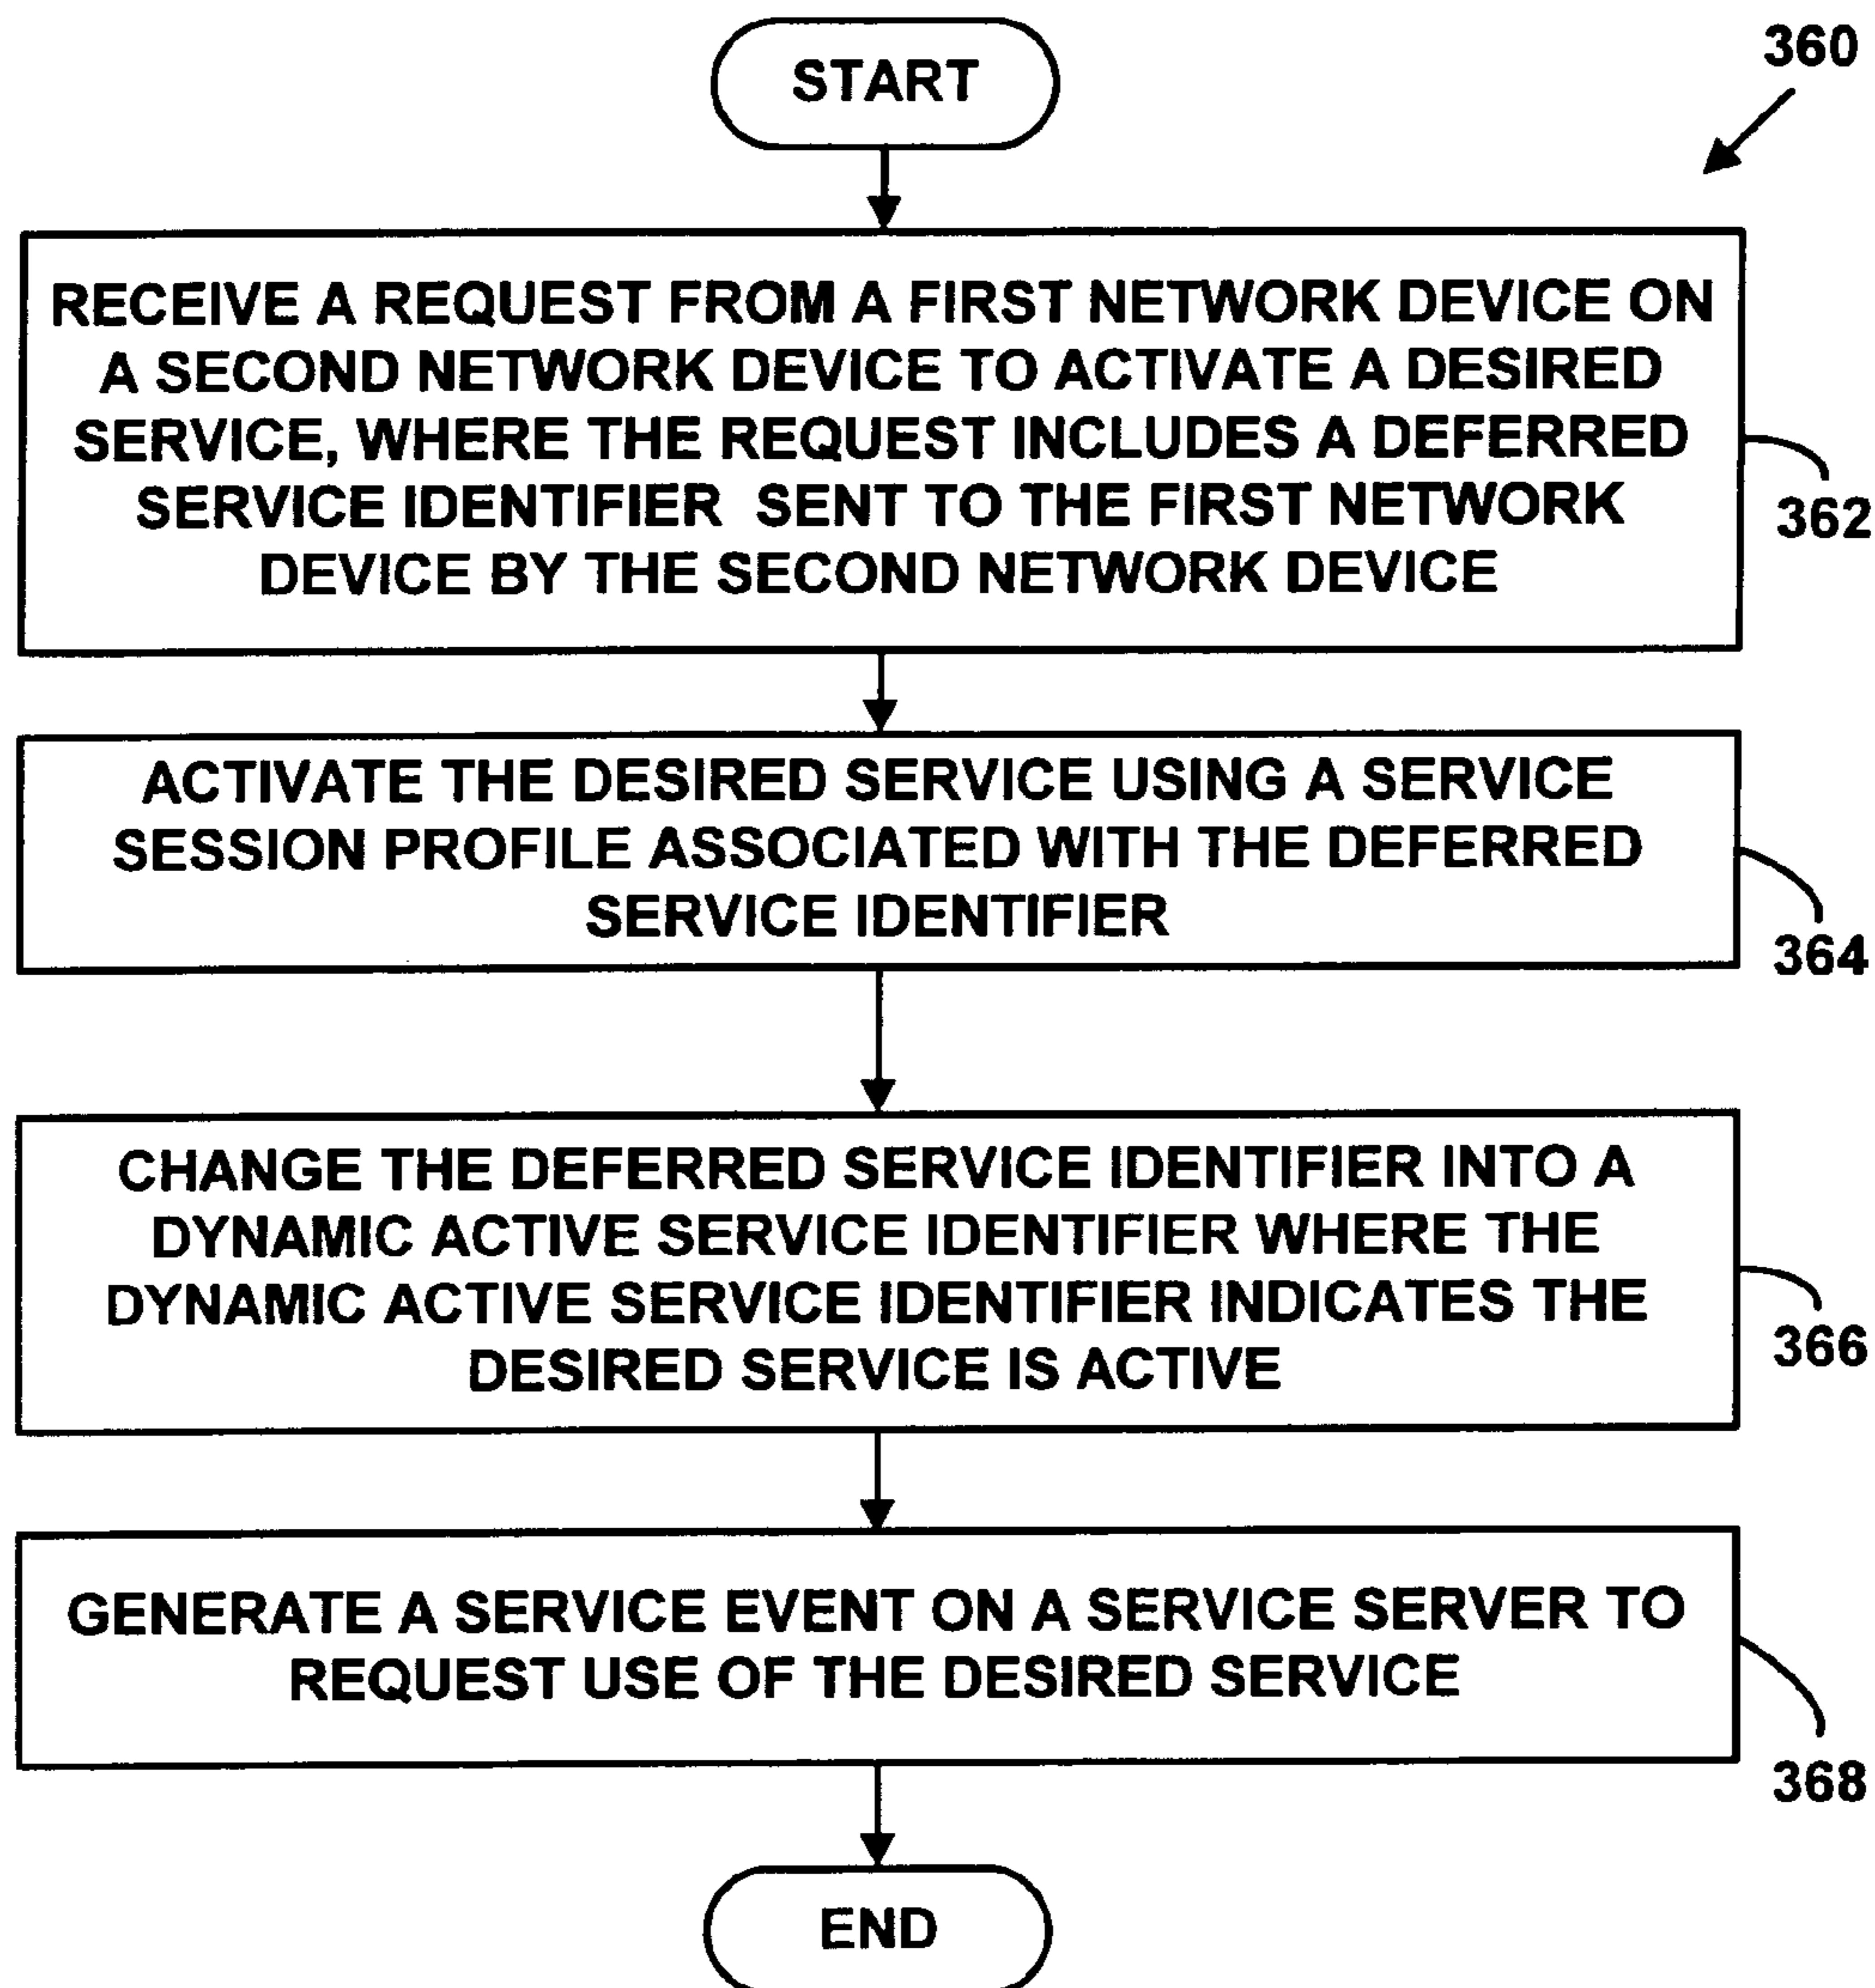 START
360
RECEIVE A REQUEST FROM A FIRST NETWORK DEVICE ON
A SECOND NETWORK DEVICE TO ACTIVATE A DESIRED
SERVICE, WHERE THE REQUEST INCLUDES A DEFERRED
SERVICE IDENTIFIER SENT TO THE FIRST NETWORK
DEVICE BY THE SECOND NETWORK DEVICE
362
ACTIVATE THE DESIRED SERVICE USING A SERVICE
SESSION PROFILE ASSOCIATED WITH THE DEFERRED
SERVICE IDENTIFIER
364
CHANGE THE DEFERRED SERVICE IDENTIFIER INTO A
DYNAMIC ACTIVE SERVICE IDENTIFIER WHERE THE
DYNAMIC ACTIVE SERVICE IDENTIFIER INDICATES THE
DESIRED SERVICE IS ACTIVE
366
GENERATE A SERVICE EVENT ON A SERVICE SERVER TO
REQUEST USE OF THE DESIRED SERVICE
368
END